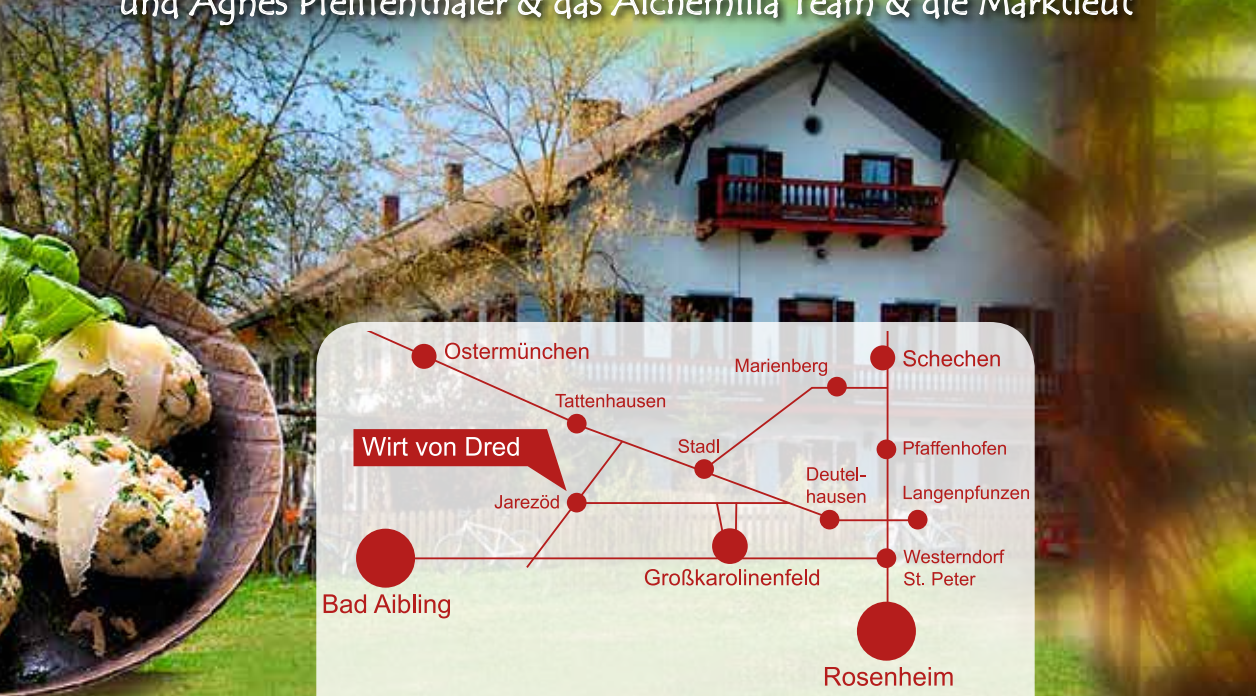 und Agnes Pfeiffenthaler & das Alchemilla Team & die Marktleut
Ostermünchen
Schechen
Marienberg
Tattenhausen
Wirt von Dred
Stadl
Pfaffenhofen
Deutel-
hausen
Langenpfunzen
Jarezöd
Westerndorf
St. Peter
Großkarolinenfeld
Bad Aibling
Rosenheim